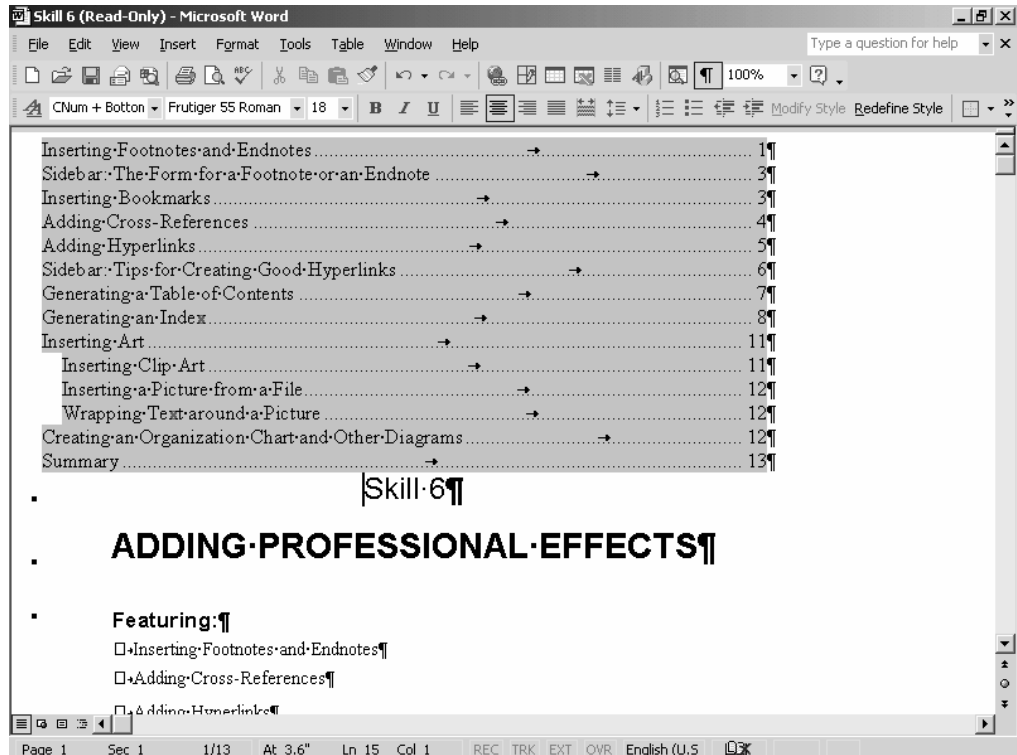 Skill 6 (Read-Only) - Microsoft Word
File Edit View Insert Format Tools Table Window Help Type a question for help
100%
CNum + Botton Frutiger 55 Roman 18 B I U Modify Style Redefine Style
Inserting·Footnotes·and·Endnotes → 1¶
Sidebar:·The·Form·for·a·Footnote·or·an·Endnote → 3¶
Inserting·Bookmarks → 3¶
Adding·Cross-References → 4¶
Adding·Hyperlinks → 5¶
Sidebar:·Tips·for·Creating·Good·Hyperlinks → 6¶
Generating·a·Table·of·Contents → 7¶
Generating·an·Index → 8¶
Inserting·Art → 11¶
Inserting·Clip·Art → 11¶
Inserting·a·Picture·from·a·File → 12¶
Wrapping·Text·around·a·Picture → 12¶
Creating·an·Organization·Chart·and·Other·Diagrams → 12¶
Summary → 13¶
Skill·6¶
ADDING·PROFESSIONAL·EFFECTS¶
Featuring:¶
□→Inserting·Footnotes·and·Endnotes¶
□→Adding·Cross-References¶
□→Adding·Hyperlinks¶
Page 1 Sec 1 1/13 At 3.6" Ln 15 Col 1 REC TRK EXT OVR English (U.S